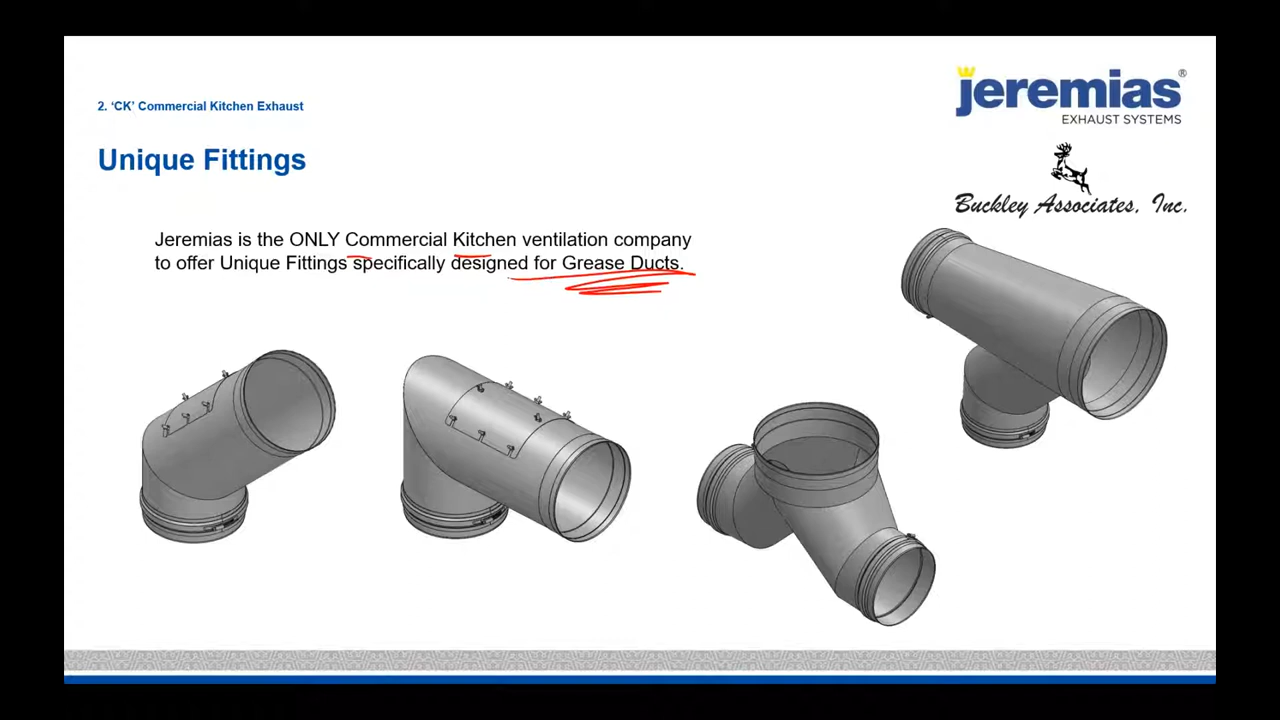 2. ‘CK’ Commercial Kitchen Exhaust
jeremias®
EXHAUST SYSTEMS
Unique Fittings
Buckley Associates, Inc.
Jeremias is the ONLY Commercial Kitchen ventilation company
to offer Unique Fittings specifically designed for Grease Ducts.